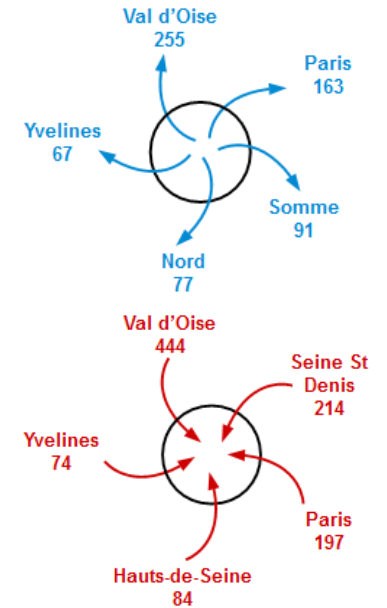 Val d'Oise
255
Paris
163
Yvelines
67
Somme
91
Nord
77
Val d'Oise
444
Seine St
Denis
214
Yvelines
74
Paris
197
Hauts-de-Seine
84